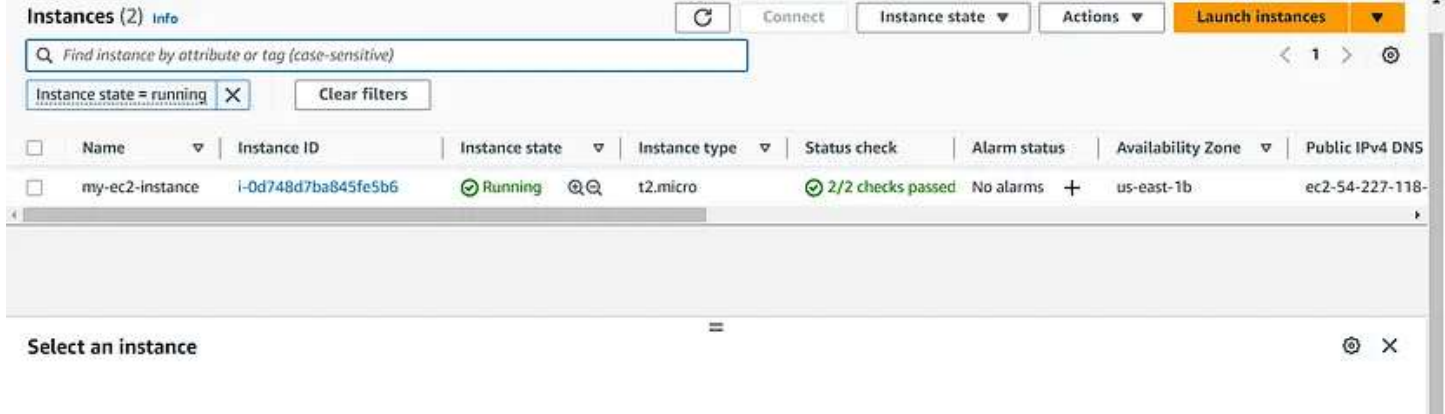 Instances (2) Info Connect Instance state Actions Launch instances
Find instance by attribute or tag (case-sensitive) 1
Instance state = running Clear filters
Name Instance ID Instance state Instance type Status check Alarm status Availability Zone Public IPv4 DNS
my-ec2-instance i-0d748d7ba845fe5b6 Running t2.micro 2/2 checks passed No alarms us-east-1b ec2-54-227-118-
Select an instance